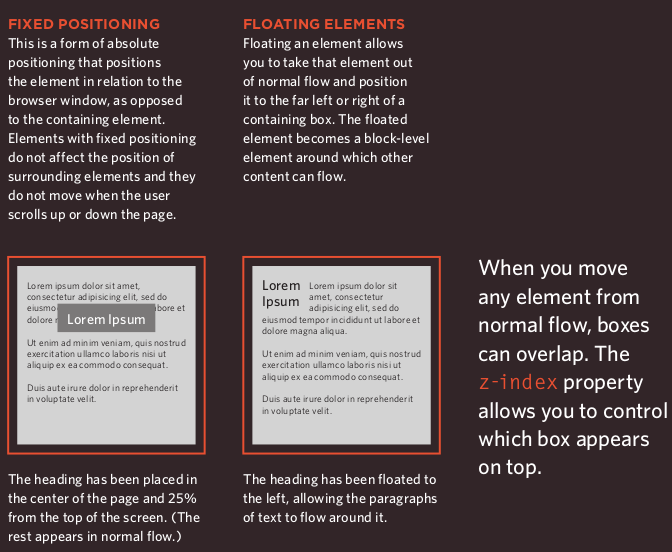 FIXED POSITIONING
This is a form of absolute
positioning that positions
the element in relation to the
browser window, as opposed
to the containing element.
Elements with fixed positioning
do not affect the position of
surrounding elements and they
do not move when the user
scrolls up or down the page.
FLOATING ELEMENTS
Floating an element allows
you to take that element out
of normal flow and position
it to the far left or right of a
containing box. The floated
element becomes a block-level
element around which other
content can flow.
Lorem ipsum dolor sit amet,
consectetur adipisicing elit, sed do
eiusmo bore et
dolore
Lorem Ipsum
Ut enim ad minim veniam, quis nostrud
exercitation ullamco laboris nisi ut
aliquip ex ea commodo consequat.
Duis aute irure dolor in reprehenderit
in voluptate velit.
The heading has been placed in
the center of the page and 25%
from the top of the screen. (The
rest appears in normal flow.)
Lorem
Ipsum
Lorem ipsum dolor sit
amet, consectetur
adipisicing elit, sed do
eiusmod tempor incididunt ut labore et
dolore magna aliqua.
Ut enim ad minim veniam, quis nostrud
exercitation ullamco laboris nisi ut
aliquip ex ea commodo consequat.
Duis aute irure dolor in reprehenderit
in voluptate velit.
The heading has been floated to
the left, allowing the paragraphs
of text to flow around it.
When you move
any element from
normal flow, boxes
can overlap. The
z-index property
allows you to control
which box appears
on top.